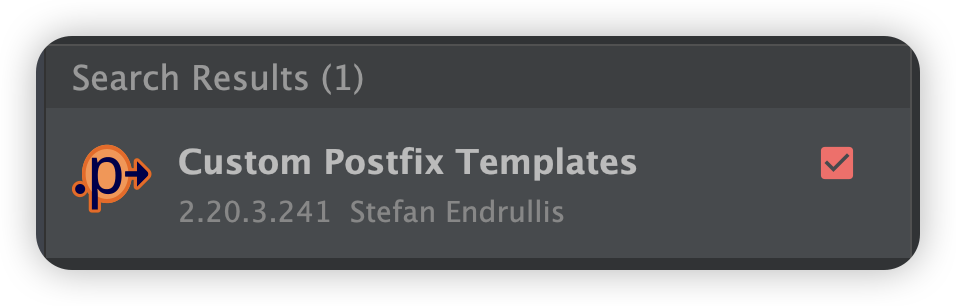 Search Results (1)
.p
Custom Postfix Templates
2.20.3.241 Stefan Endrullis